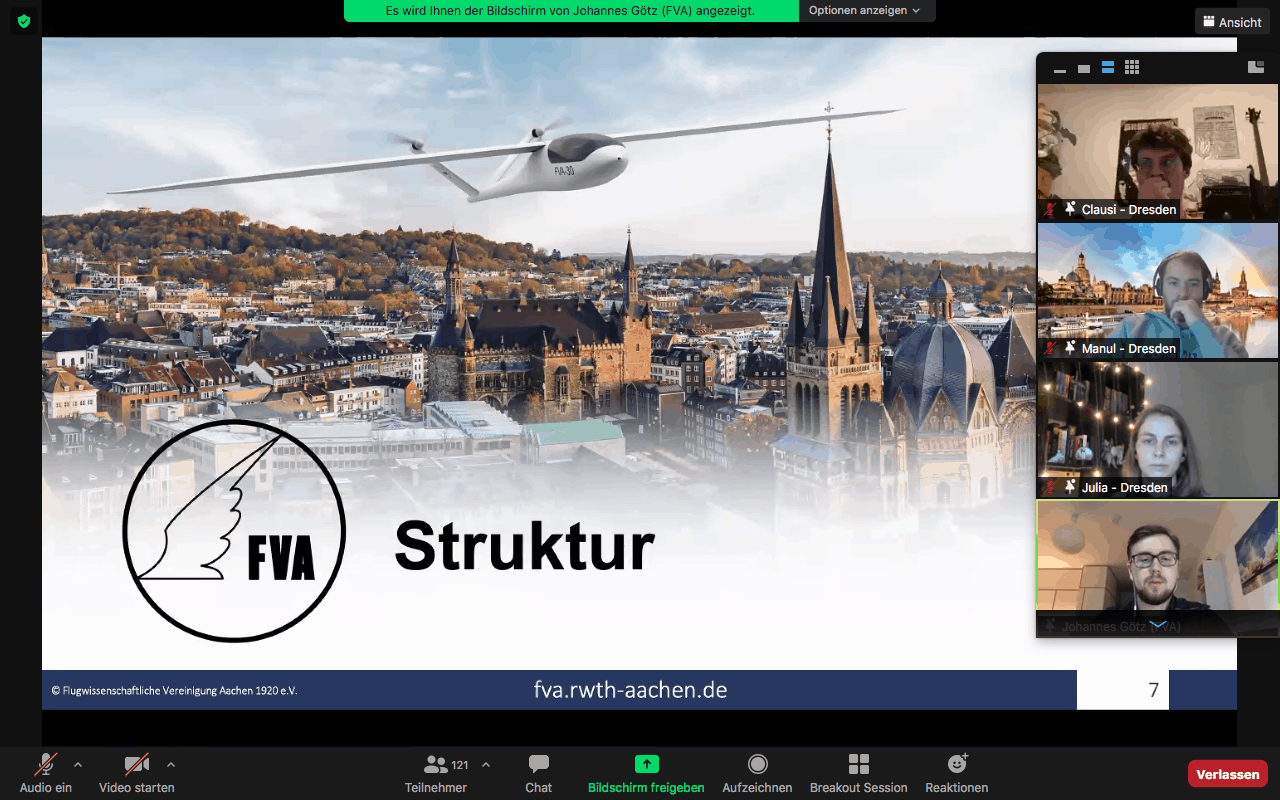 Es wird Ihnen der Bildschirm von Johannes Götz (FVA) angezeigt.
Optionen anzeigen
Ansicht
FVA-30
Clausi - Dresden
Manul - Dresden
Julia - Dresden
Johannes Götz (FVA)
FVA
Struktur
© Flugwissenschaftliche Vereinigung Aachen 1920 e.V.
fva.rwth-aachen.de
7
Audio ein
Video starten
121
Teilnehmer
Chat
Bildschirm freigeben
Aufzeichnen
Breakout Session
Reaktionen
Verlassen